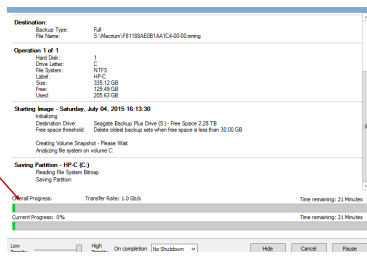 Destination:
Backup Type: Full
File Name: S:\Macrium\F81188AE0B1AA1C4-00-00.mrimg
Operation 1 of 1
Hard Disk: 1
Drive Letter: C
File System: NTFS
Label: HP-C
Size: 335.12 GB
Free: 129.49 GB
Used: 205.63 GB
Starting Image - Saturday, July 04, 2015 16:13:30
Initializing
Destination Drive: Seagate Backup Plus Drive (S:) - Free Space 2.28 TB
Free space threshold: Delete oldest backup sets when free space is less than 30.00 GB
Creating Volume Snapshot - Please Wait
Analyzing file system on volume C:
Saving Partition - HP-C (C:)
Reading File System Bitmap
Saving Partition
Overall Progress: Transfer Rate: 1.0 Gb/s Time remaining: 21 Minutes
Current Progress: 0% Time remaining: 21 Minutes
Low Priority High Priority On completion No Shutdown Hide Cancel Pause